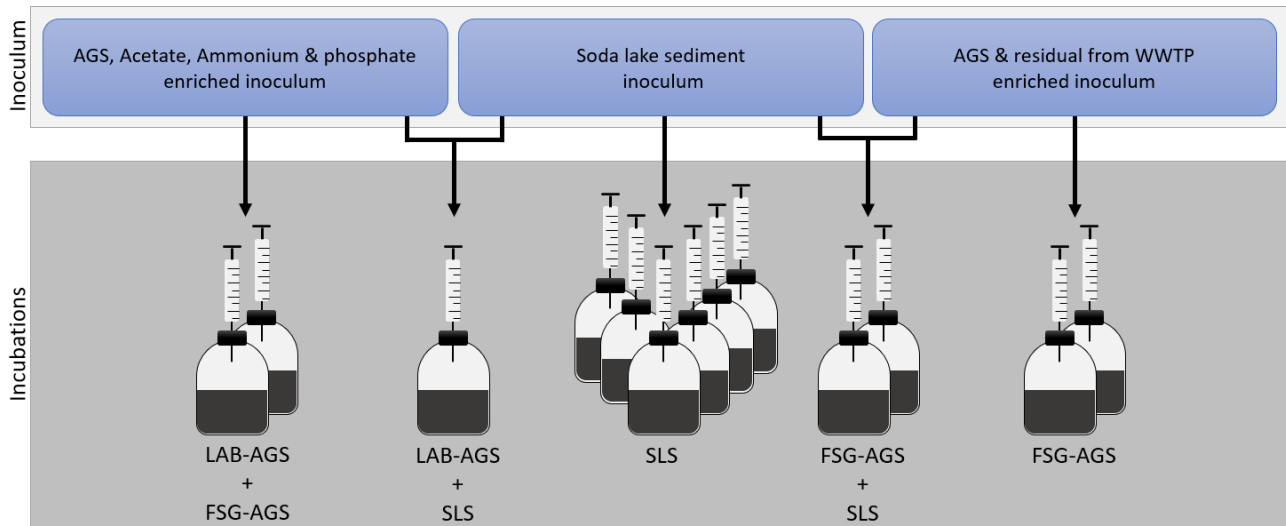 Inoculum
AGS, Acetate, Ammonium & phosphate
enriched inoculum
Soda lake sediment
inoculum
AGS & residual from WWTP
enriched inoculum
Incubations
LAB-AGS
+
FSG-AGS
LAB-AGS
+
SLS
SLS
FSG-AGS
+
SLS
FSG-AGS